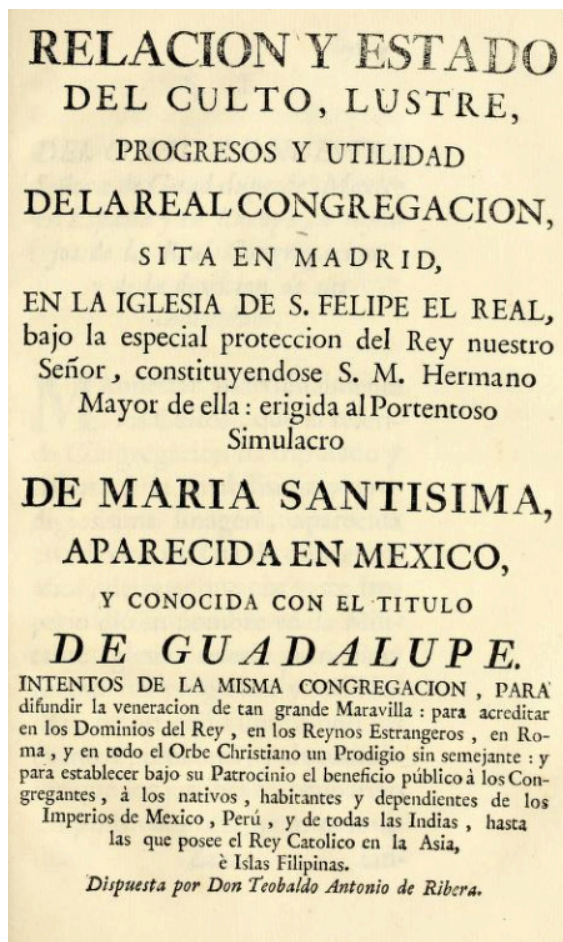 RELACION Y ESTADO
DEL CULTO, LUSTRE,
PROGRESOS Y UTILIDAD
DE LA REAL CONGREGACION,
SITA EN MADRID,
EN LA IGLESIA DE S. FELIPE EL REAL,
bajo la especial proteccion del Rey nuestro
Señor, constituyendose S. M. Hermano
Mayor de ella : erigida al Portentoso
Simulacro
DE MARIA SANTISIMA,
APARECIDA EN MEXICO,
Y CONOCIDA CON EL TITULO
DE GUADALUPE.
INTENTOS DE LA MISMA CONGREGACION , PARA
difundir la veneracion de tan grande Maravilla : para acreditar
en los Dominios del Rey , en los Reynos Estrangeros , en Ro-
ma , y en todo el Orbe Christiano un Prodigio sin semejante : y
para establecer bajo su Patrocinio el beneficio público à los Con-
gregantes , à los nativos , habitantes y dependientes de los
Imperios de Mexico , Perú , y de todas las Indias , hasta
las que posee el Rey Catolico en la Asia,
è Islas Filipinas.
Dispuesta por Don Teobaldo Antonio de Ribera.